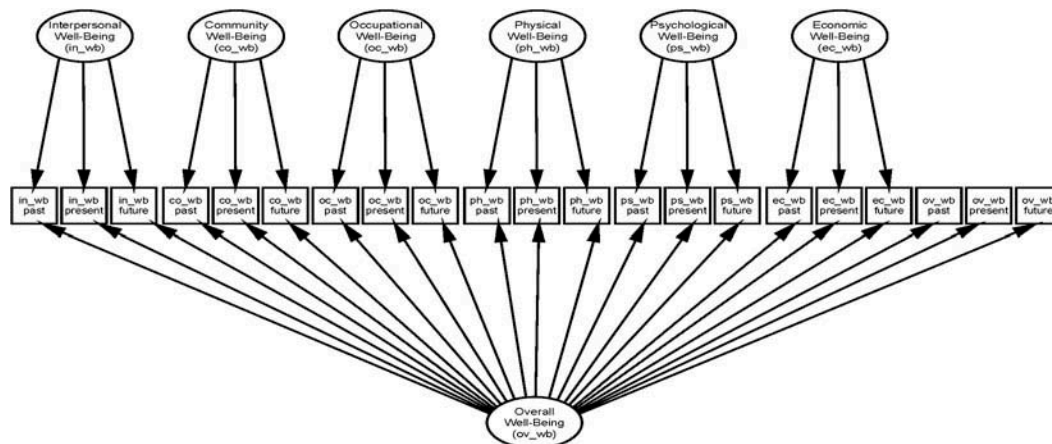 Interpersonal
Well-Being
(in_wb)
Community
Well-Being
(co_wb)
Occupational
Well-Being
(oc_wb)
Physical
Well-Being
(ph_wb)
Psychological
Well-Being
(ps_wb)
Economic
Well-Being
(ec_wb)
in_wb
past
in_wb
present
in_wb
future
co_wb
past
co_wb
present
co_wb
future
oc_wb
past
oc_wb
present
oc_wb
future
ph_wb
past
ph_wb
present
ph_wb
future
ps_wb
past
ps_wb
present
ps_wb
future
ec_wb
past
ec_wb
present
ec_wb
future
ov_wb
past
ov_wb
present
ov_wb
future
Overall
Well-Being
(ov_wb)